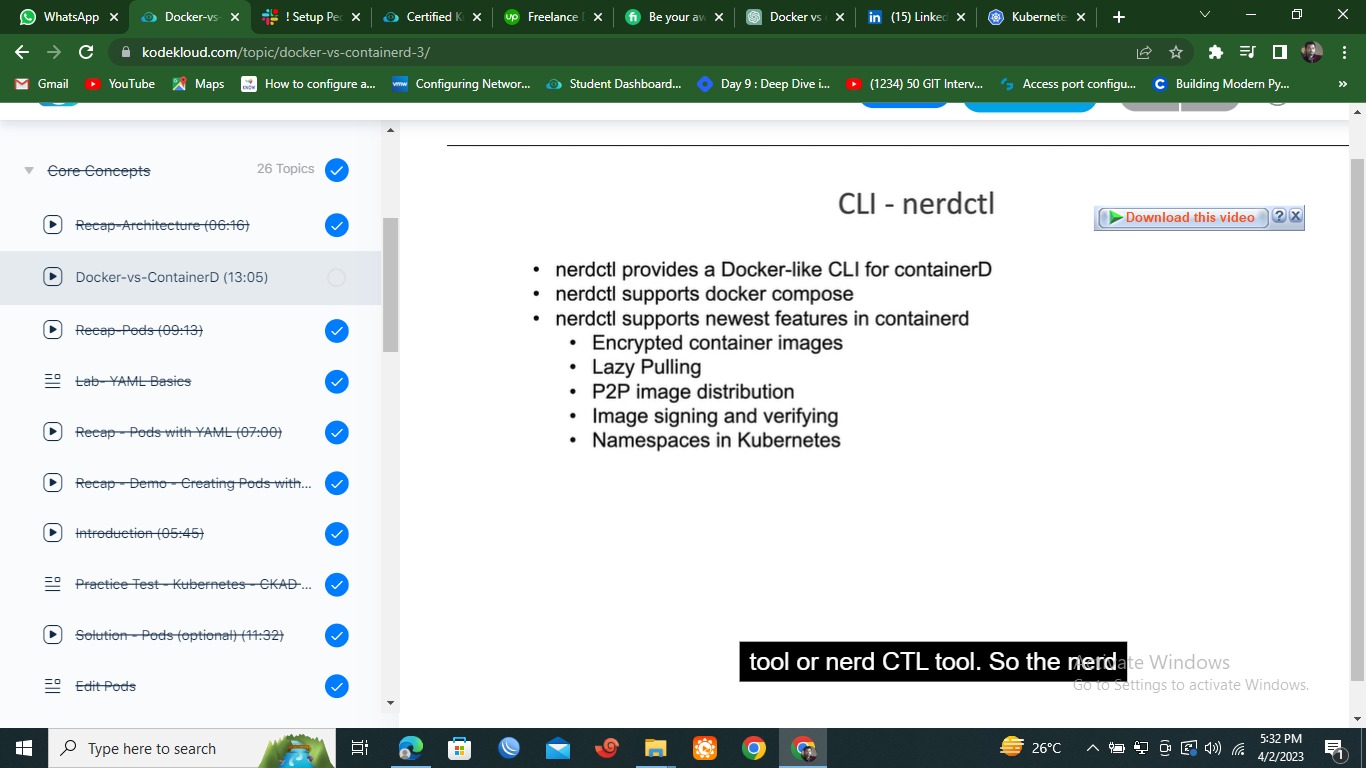 WhatsApp
Docker-vs-
! Setup Pec
Certified K
Freelance
Be your aw
Docker vs
(15) Linked
Kubernete
kodekloud.com/topic/docker-vs-containerd-3/
Gmail
YouTube
Maps
How to configure a...
Configuring Networ...
Student Dashboard...
Day 9 : Deep Dive i...
(1234) 50 GIT Interv...
Access port configu...
Building Modern Py...
»
Core Concepts
26 Topics
Recap-Architecture (06:16)
Docker-vs-ContainerD (13:05)
Recap-Pods (09:13)
Lab- YAML Basics
Recap - Pods with YAML (07:00)
Recap - Demo - Creating Pods with...
Introduction (05:45)
Practice Test - Kubernetes - CKAD ...
Solution - Pods (optional) (11:32)
Edit Pods
CLI - nerdctl
Download this video
?
• nerdctl provides a Docker-like CLI for containerD
• nerdctl supports docker compose
• nerdctl supports newest features in containerd
• Encrypted container images
• Lazy Pulling
• P2P image distribution
• Image signing and verifying
• Namespaces in Kubernetes
tool or nerd CTL tool. So the nerd
Activate Windows
Go to Settings to activate Windows.
Type here to search
26°C
5:32 PM
4/2/2023
1